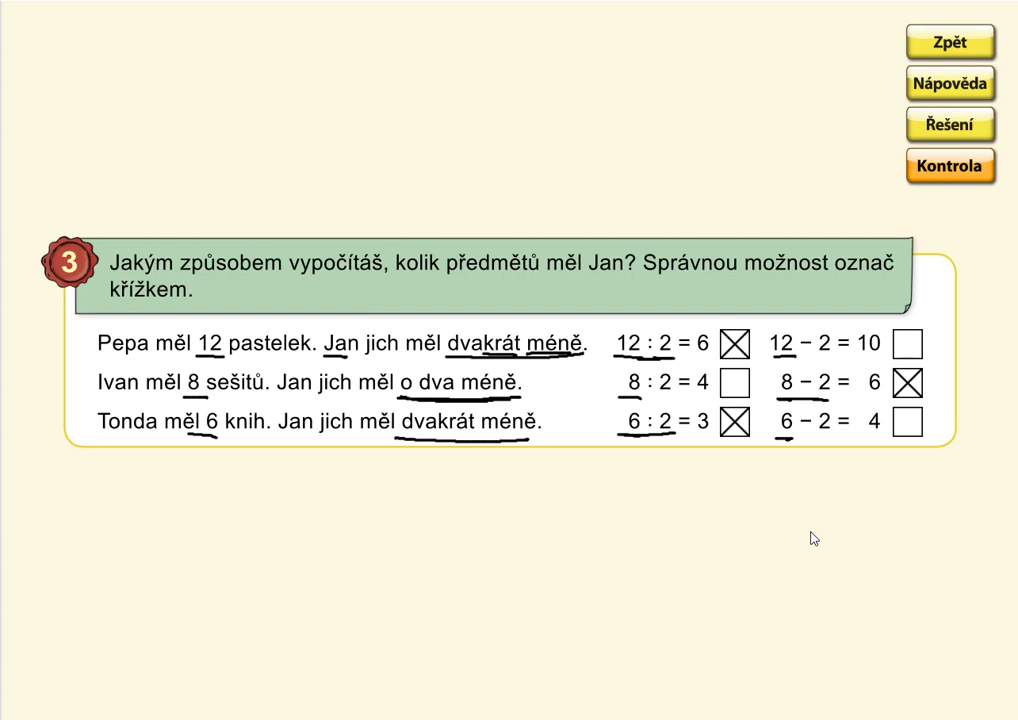 Zpět
Nápověda
Řešení
Kontrola
3 Jakým způsobem vypočítáš, kolik předmětů měl Jan? Správnou možnost označ
křížkem.
Pepa měl 12 pastelek. Jan jich měl dvakrát méně. 12 : 2 = 6 12 − 2 = 10
Ivan měl 8 sešitů. Jan jich měl o dva méně. 8 : 2 = 4 8 − 2 = 6
Tonda měl 6 knih. Jan jich měl dvakrát méně. 6 : 2 = 3 6 − 2 = 4